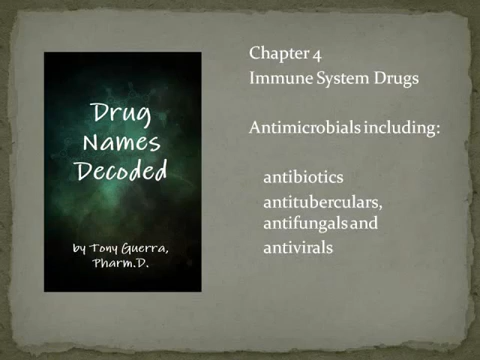 Drug
Names
Decoded
by Tony Guerra,
Pharm.D.
Chapter 4
Immune System Drugs
Antimicrobials including:
antibiotics
antituberculars,
antifungals and
antivirals